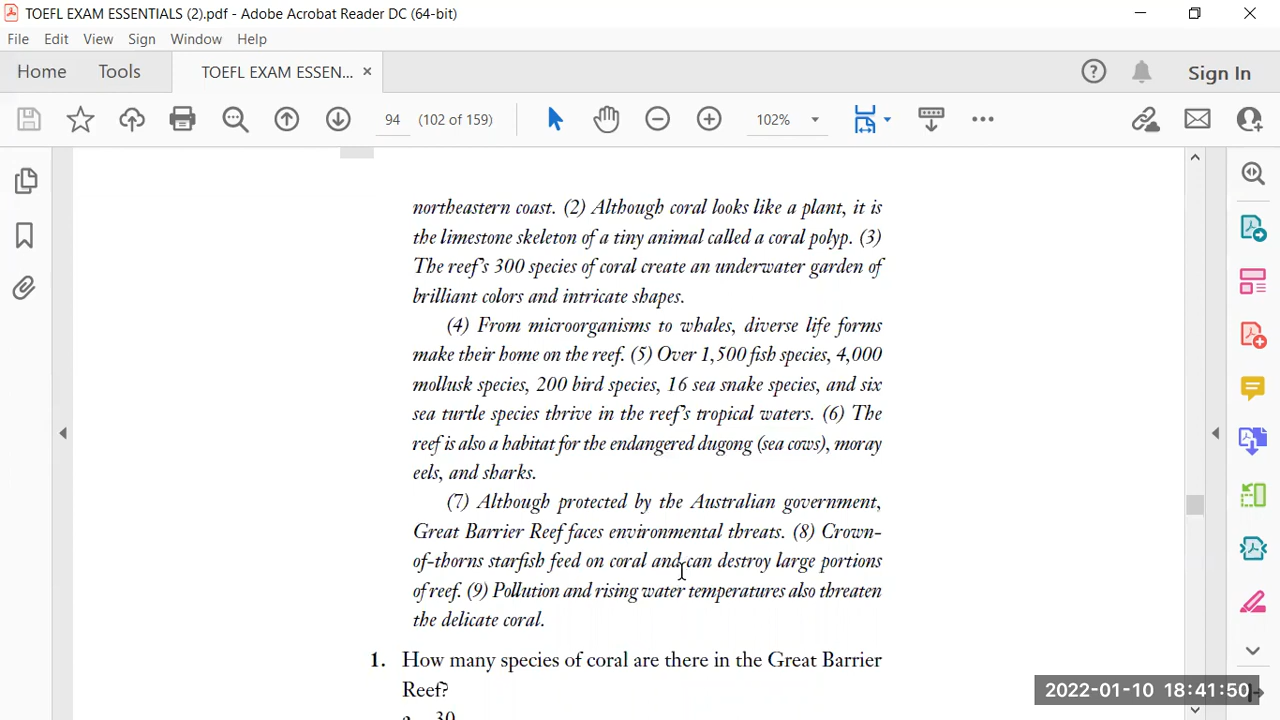 TOEFL EXAM ESSENTIALS (2).pdf - Adobe Acrobat Reader DC (64-bit)
File Edit View Sign Window Help
Home Tools TOEFL EXAM ESSEN... × Sign In
94 (102 of 159) 102%
northeastern coast. (2) Although coral looks like a plant, it is
the limestone skeleton of a tiny animal called a coral polyp. (3)
The reef's 300 species of coral create an underwater garden of
brilliant colors and intricate shapes.
(4) From microorganisms to whales, diverse life forms
make their home on the reef. (5) Over 1,500 fish species, 4,000
mollusk species, 200 bird species, 16 sea snake species, and six
sea turtle species thrive in the reef's tropical waters. (6) The
reef is also a habitat for the endangered dugong (sea cows), moray
eels, and sharks.
(7) Although protected by the Australian government,
Great Barrier Reef faces environmental threats. (8) Crown-
of-thorns starfish feed on coral and can destroy large portions
of reef. (9) Pollution and rising water temperatures also threaten
the delicate coral.
1. How many species of coral are there in the Great Barrier
Reef?
a. 30
2022-01-10 18:41:50